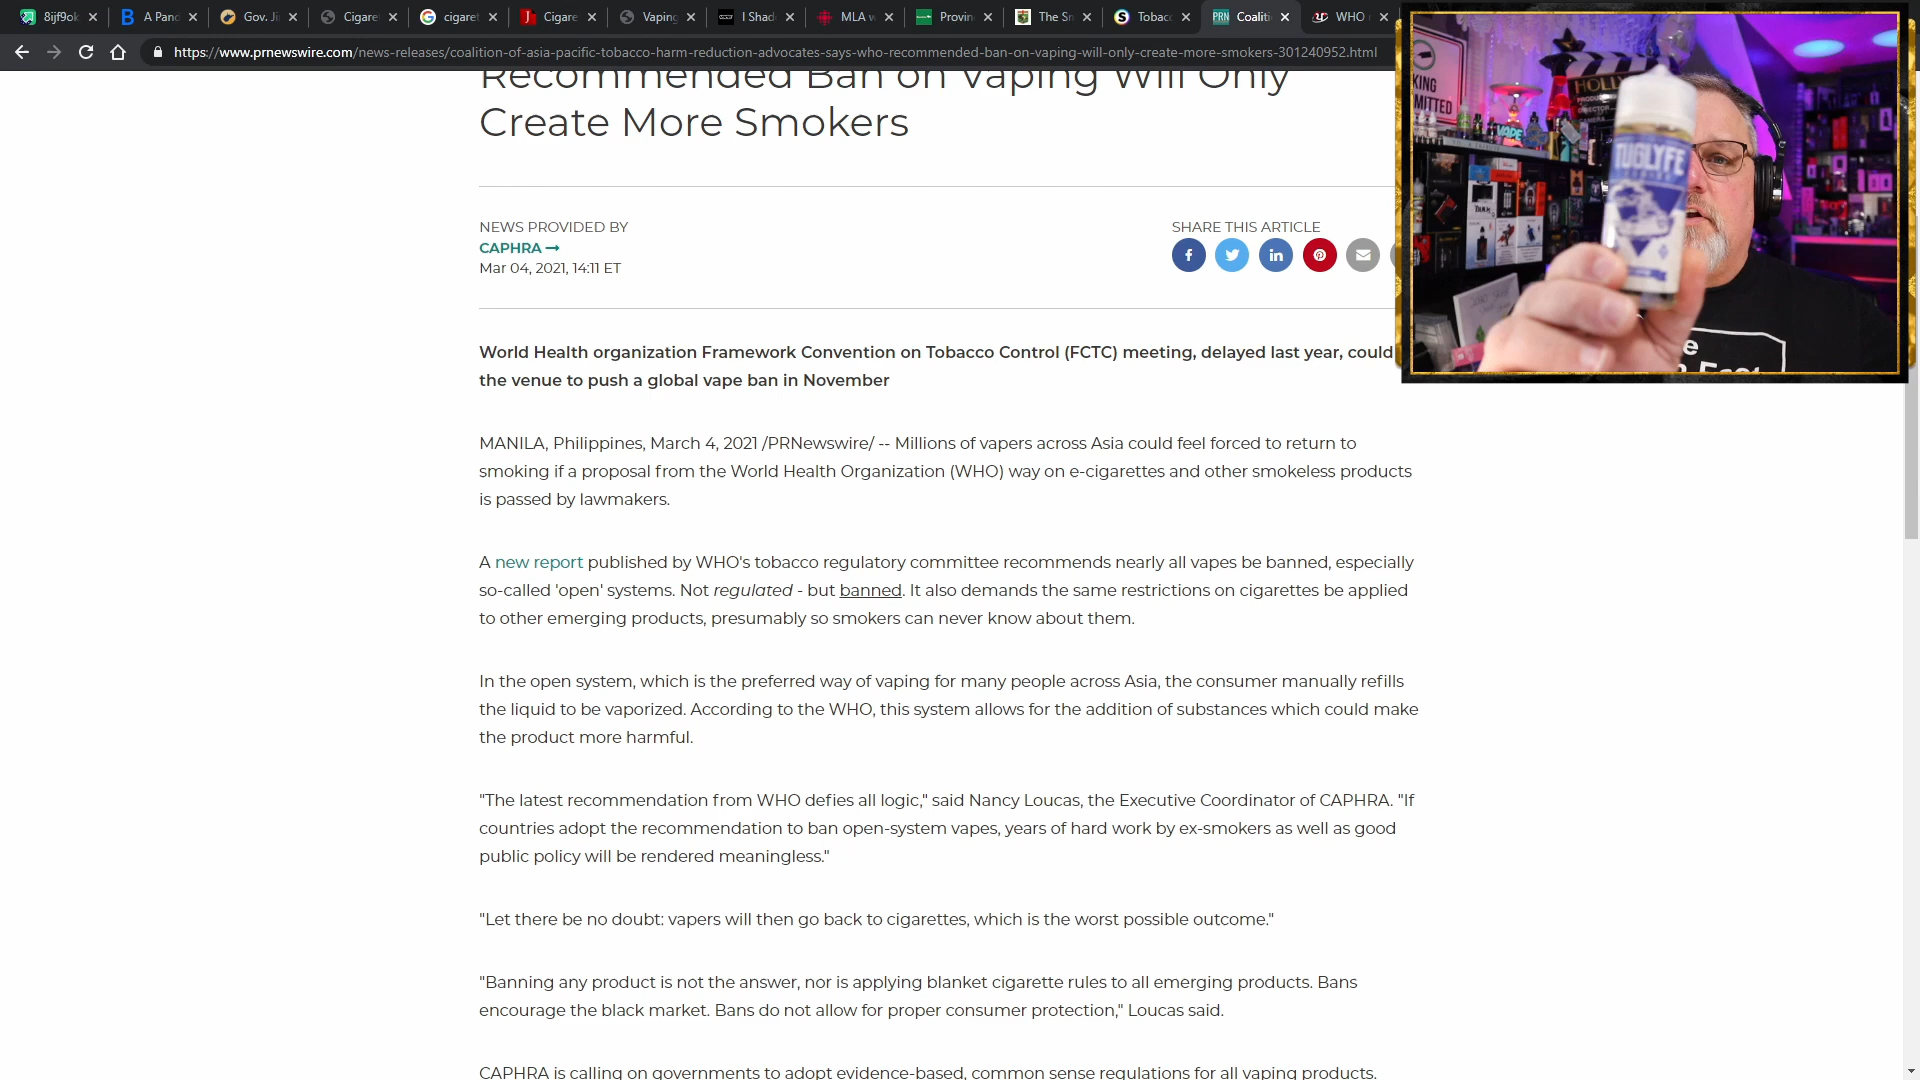 8ijf9ok
A Pand
Gov. Ji
Cigare
cigaret
Cigare
Vaping
I Shad
MLA w
Provin
The Sm
Tobacc
Coaliti
WHO
https://www.prnewswire.com/news-releases/coalition-of-asia-pacific-tobacco-harm-reduction-advocates-says-who-recommended-ban-on-vaping-will-only-create-more-smokers-301240952.html
Recommended Ban on Vaping Will Only
Create More Smokers
NEWS PROVIDED BY
CAPHRA
Mar 04, 2021, 14:11 ET
SHARE THIS ARTICLE
World Health organization Framework Convention on Tobacco Control (FCTC) meeting, delayed last year, could
the venue to push a global vape ban in November
MANILA, Philippines, March 4, 2021 /PRNewswire/ -- Millions of vapers across Asia could feel forced to return to
smoking if a proposal from the World Health Organization (WHO) way on e-cigarettes and other smokeless products
is passed by lawmakers.
A new report published by WHO's tobacco regulatory committee recommends nearly all vapes be banned, especially
so-called 'open' systems. Not regulated - but banned. It also demands the same restrictions on cigarettes be applied
to other emerging products, presumably so smokers can never know about them.
In the open system, which is the preferred way of vaping for many people across Asia, the consumer manually refills
the liquid to be vaporized. According to the WHO, this system allows for the addition of substances which could make
the product more harmful.
"The latest recommendation from WHO defies all logic," said Nancy Loucas, the Executive Coordinator of CAPHRA. "If
countries adopt the recommendation to ban open-system vapes, years of hard work by ex-smokers as well as good
public policy will be rendered meaningless."
"Let there be no doubt: vapers will then go back to cigarettes, which is the worst possible outcome."
"Banning any product is not the answer, nor is applying blanket cigarette rules to all emerging products. Bans
encourage the black market. Bans do not allow for proper consumer protection," Loucas said.
CAPHRA is calling on governments to adopt evidence-based, common sense regulations for all vaping products.
KING
MITTED
HOLLY
VAPE